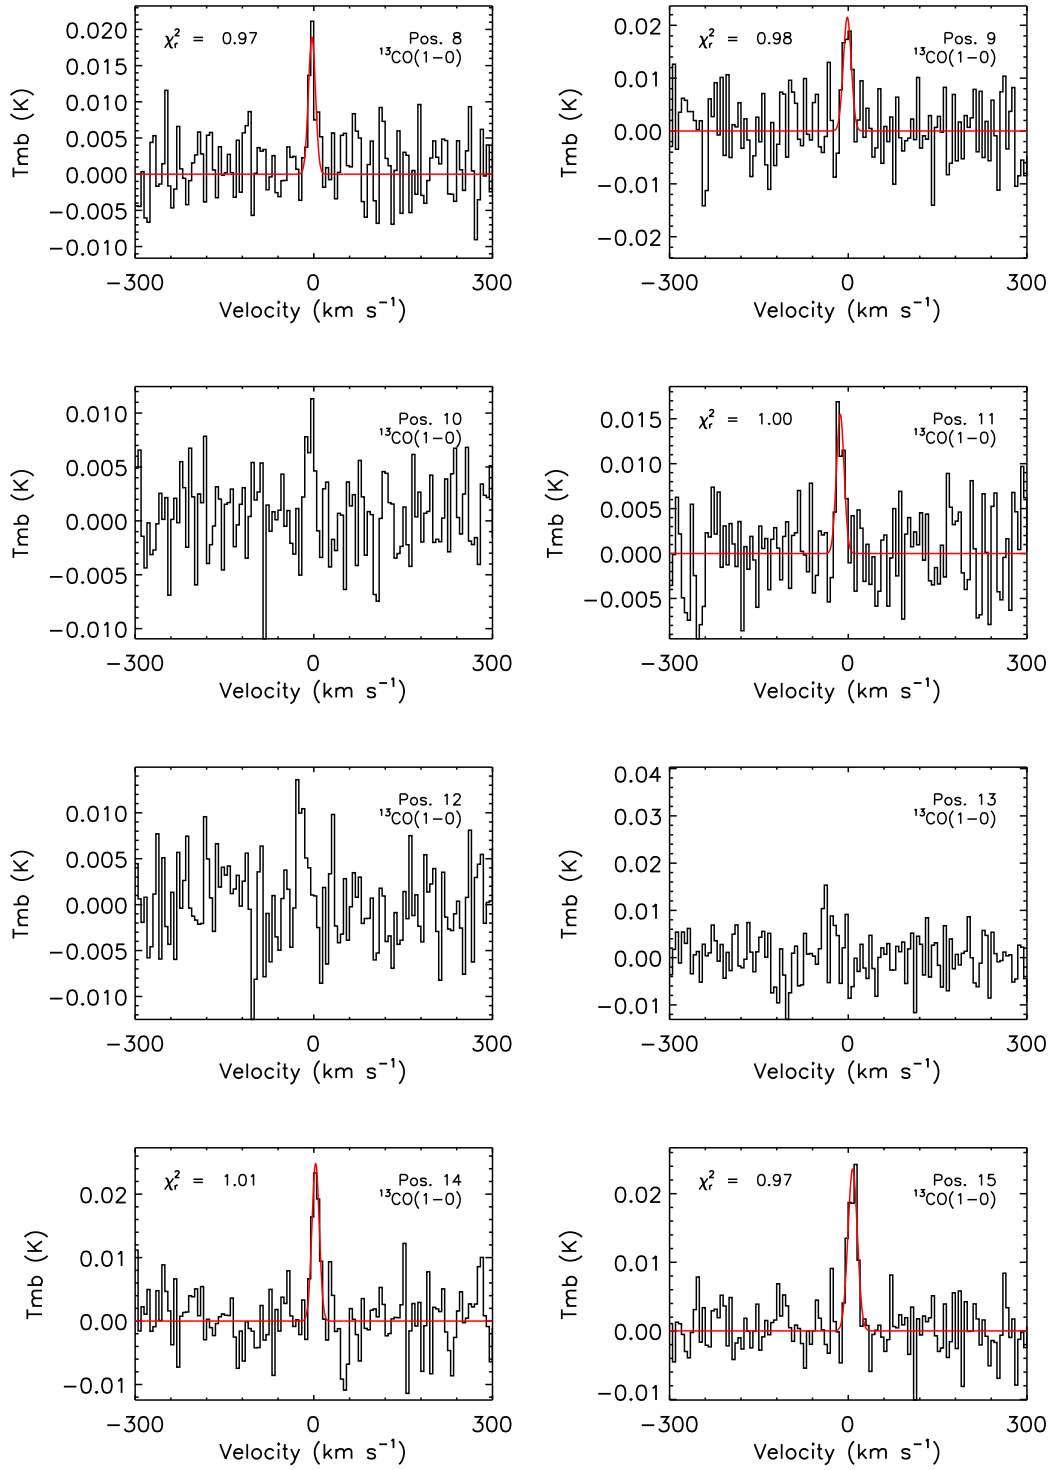 χ²ᵣ = 0.97 Pos. 8
¹³CO(1−0)
0.020
0.015
0.010
0.005
0.000
−0.005
−0.010
Tmb (K)
−300 0 300
Velocity (km s⁻¹)
χ²ᵣ = 0.98 Pos. 9
¹³CO(1−0)
0.02
0.01
0.00
−0.01
−0.02
Tmb (K)
−300 0 300
Velocity (km s⁻¹)
Pos. 10
¹³CO(1−0)
0.010
0.005
0.000
−0.005
−0.010
Tmb (K)
−300 0 300
Velocity (km s⁻¹)
χ²ᵣ = 1.00 Pos. 11
¹³CO(1−0)
0.015
0.010
0.005
0.000
−0.005
Tmb (K)
−300 0 300
Velocity (km s⁻¹)
Pos. 12
¹³CO(1−0)
0.010
0.005
0.000
−0.005
−0.010
Tmb (K)
−300 0 300
Velocity (km s⁻¹)
Pos. 13
¹³CO(1−0)
0.04
0.03
0.02
0.01
0.00
−0.01
Tmb (K)
−300 0 300
Velocity (km s⁻¹)
χ²ᵣ = 1.01 Pos. 14
¹³CO(1−0)
0.02
0.01
0.00
−0.01
Tmb (K)
−300 0 300
Velocity (km s⁻¹)
χ²ᵣ = 0.97 Pos. 15
¹³CO(1−0)
0.02
0.01
0.00
−0.01
Tmb (K)
−300 0 300
Velocity (km s⁻¹)